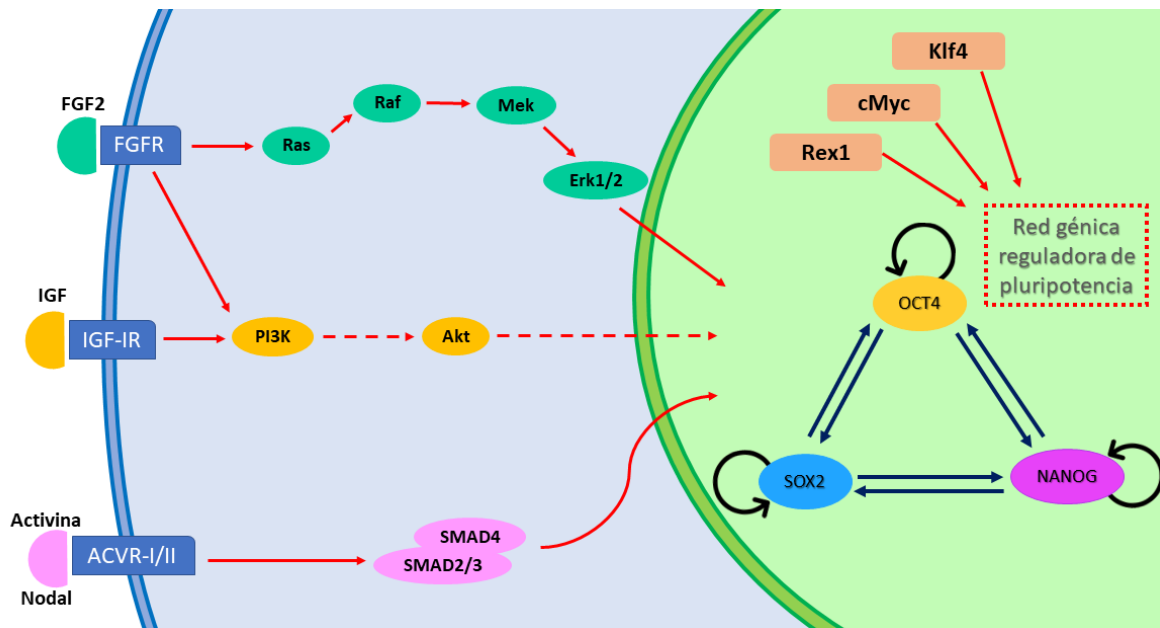 FGF2
FGFR
Ras
Raf
Mek
Erk1/2
IGF
IGF-IR
PI3K
Akt
Activina
ACVR-I/II
Nodal
SMAD4
SMAD2/3
Klf4
cMyc
Rex1
Red génica
reguladora de
pluripotencia
OCT4
SOX2
NANOG